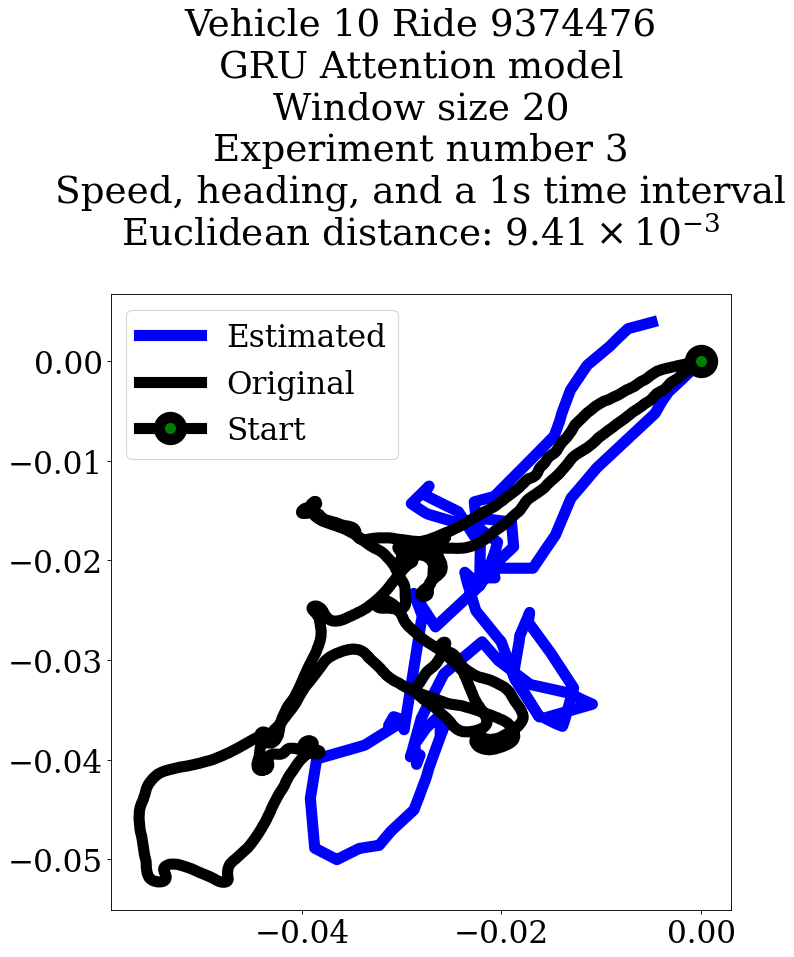 Vehicle 10 Ride 9374476
GRU Attention model
Window size 20
Experiment number 3
Speed, heading, and a 1s time interval
Euclidean distance: 9.41 × 10⁻³
Estimated
Original
Start
0.00
−0.01
−0.02
−0.03
−0.04
−0.05
−0.04
−0.02
0.00